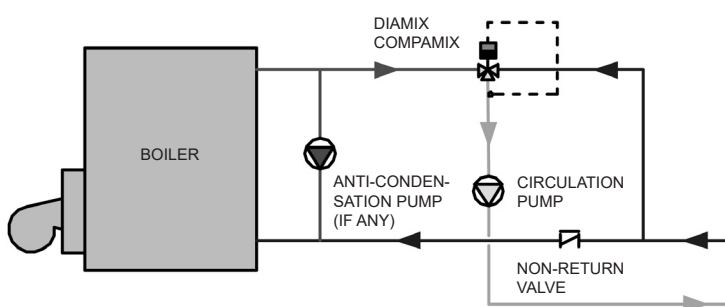 DIAMIX
COMPAMIX
BOILER
ANTI-CONDEN-
SATION PUMP
(IF ANY)
CIRCULATION
PUMP
NON-RETURN
VALVE